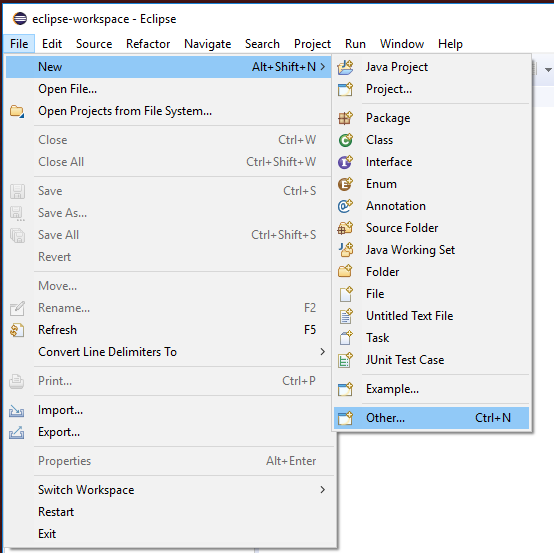 eclipse-workspace - Eclipse
File Edit Source Refactor Navigate Search Project Run Window Help
New Alt+Shift+N >
Open File...
Open Projects from File System...
Close Ctrl+W
Close All Ctrl+Shift+W
Save Ctrl+S
Save As...
Save All Ctrl+Shift+S
Revert
Move...
Rename... F2
Refresh F5
Convert Line Delimiters To >
Print... Ctrl+P
Import...
Export...
Properties Alt+Enter
Switch Workspace >
Restart
Exit
Java Project
Project...
Package
Class
Interface
Enum
Annotation
Source Folder
Java Working Set
Folder
File
Untitled Text File
Task
JUnit Test Case
Example...
Other... Ctrl+N